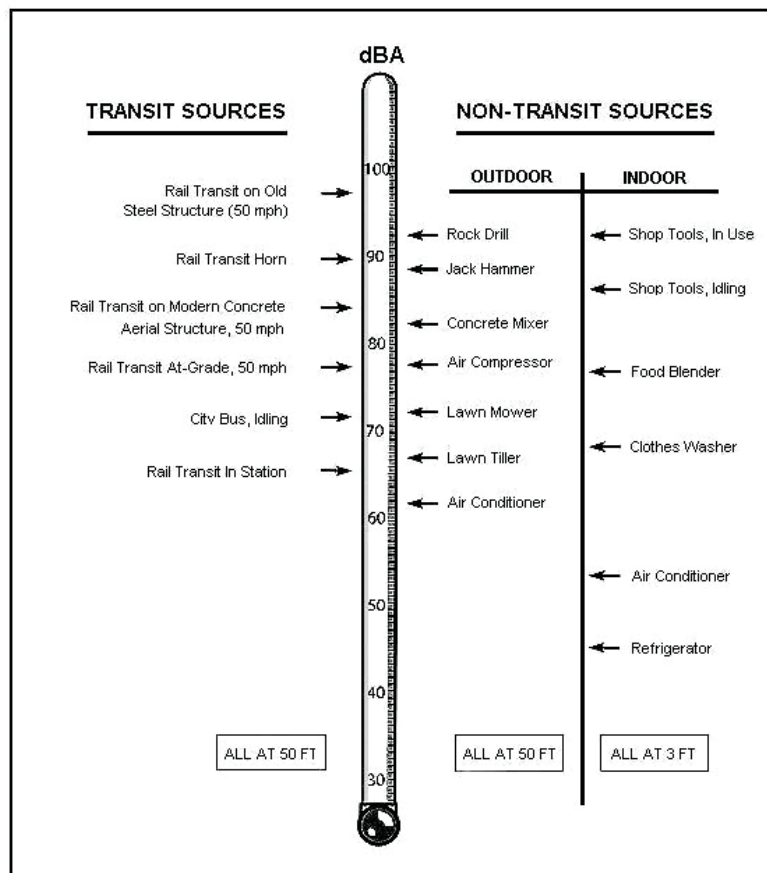 dBA
TRANSIT SOURCES
Rail Transit on Old
Steel Structure (50 mph)
Rail Transit Horn
Rail Transit on Modern Concrete
Aerial Structure, 50 mph
Rail Transit At-Grade, 50 mph
City Bus, Idling
Rail Transit In Station
ALL AT 50 FT
100
90
80
70
60
50
40
30
NON-TRANSIT SOURCES
OUTDOOR
Rock Drill
Jack Hammer
Concrete Mixer
Air Compressor
Lawn Mower
Lawn Tiller
Air Conditioner
ALL AT 50 FT
INDOOR
Shop Tools, In Use
Shop Tools, Idling
Food Blender
Clothes Washer
Air Conditioner
Refrigerator
ALL AT 3 FT